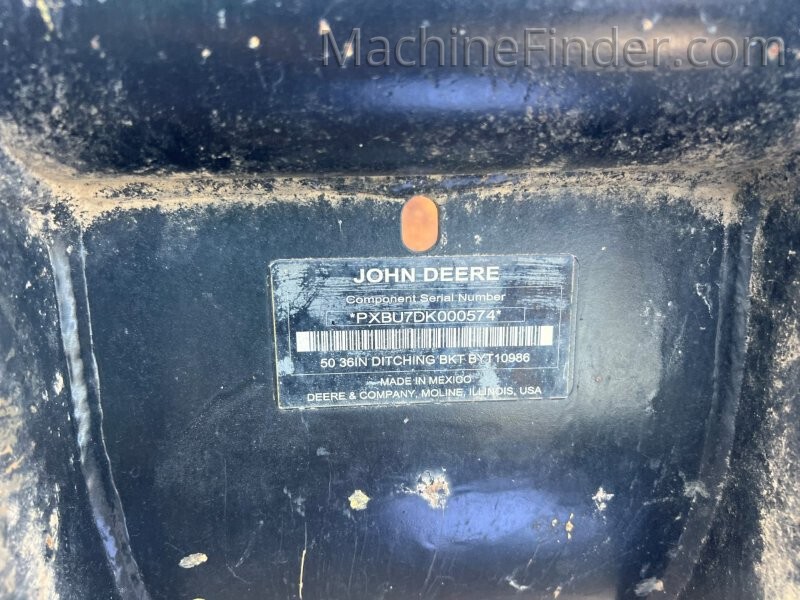 MachineFinder.com
JOHN DEERE
Component Serial Number
*PXBU7DK000574*
50 36IN DITCHING BKT BYT10986
MADE IN MEXICO
DEERE & COMPANY, MOLINE, ILLINOIS, USA